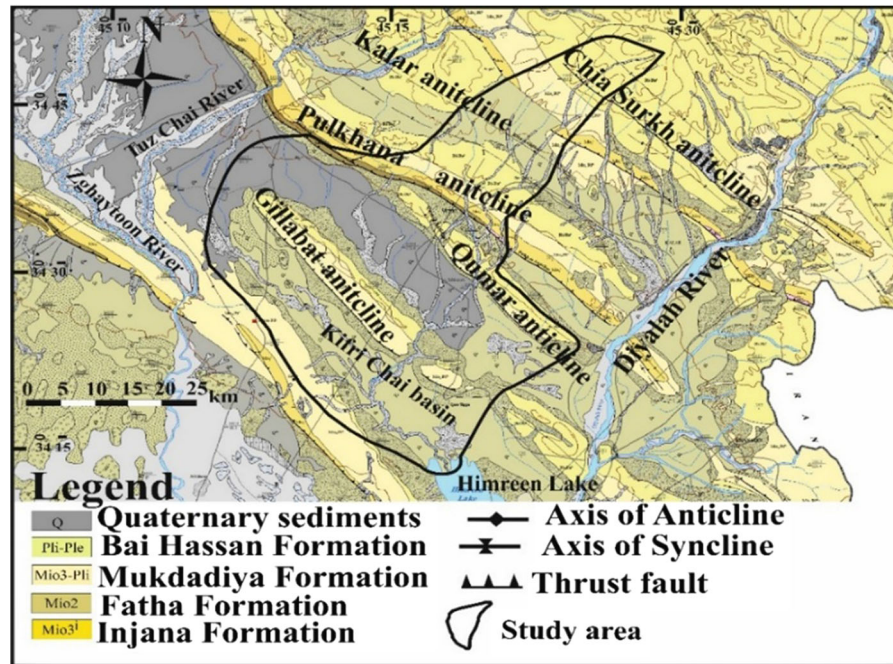 45 10
45 15
45 30
N
34 45
34 30
34 15
Kalar anitcline
Chia Surkh anitcline
Tuz Chai River
Pulkhana anitcline
Zghaytoon River
Gillabat anitcline
Qumar anticline
Diyalah River
Kifri Chai basin
0 5 10 15 20 25 km
I R A N
Himreen Lake
Legend
Q Quaternary sediments
Pli-Ple Bai Hassan Formation
Mio3-Pli Mukdadiya Formation
Mio2 Fatha Formation
Mio3i Injana Formation
Axis of Anticline
Axis of Syncline
Thrust fault
Study area